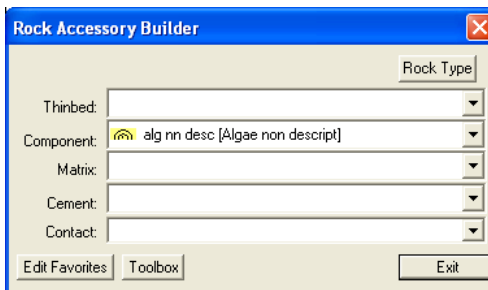 Rock Accessory Builder
Rock Type
Thinbed:
Component: alg nn desc [Algae non descript]
Matrix:
Cement:
Contact:
Edit Favorites Toolbox Exit